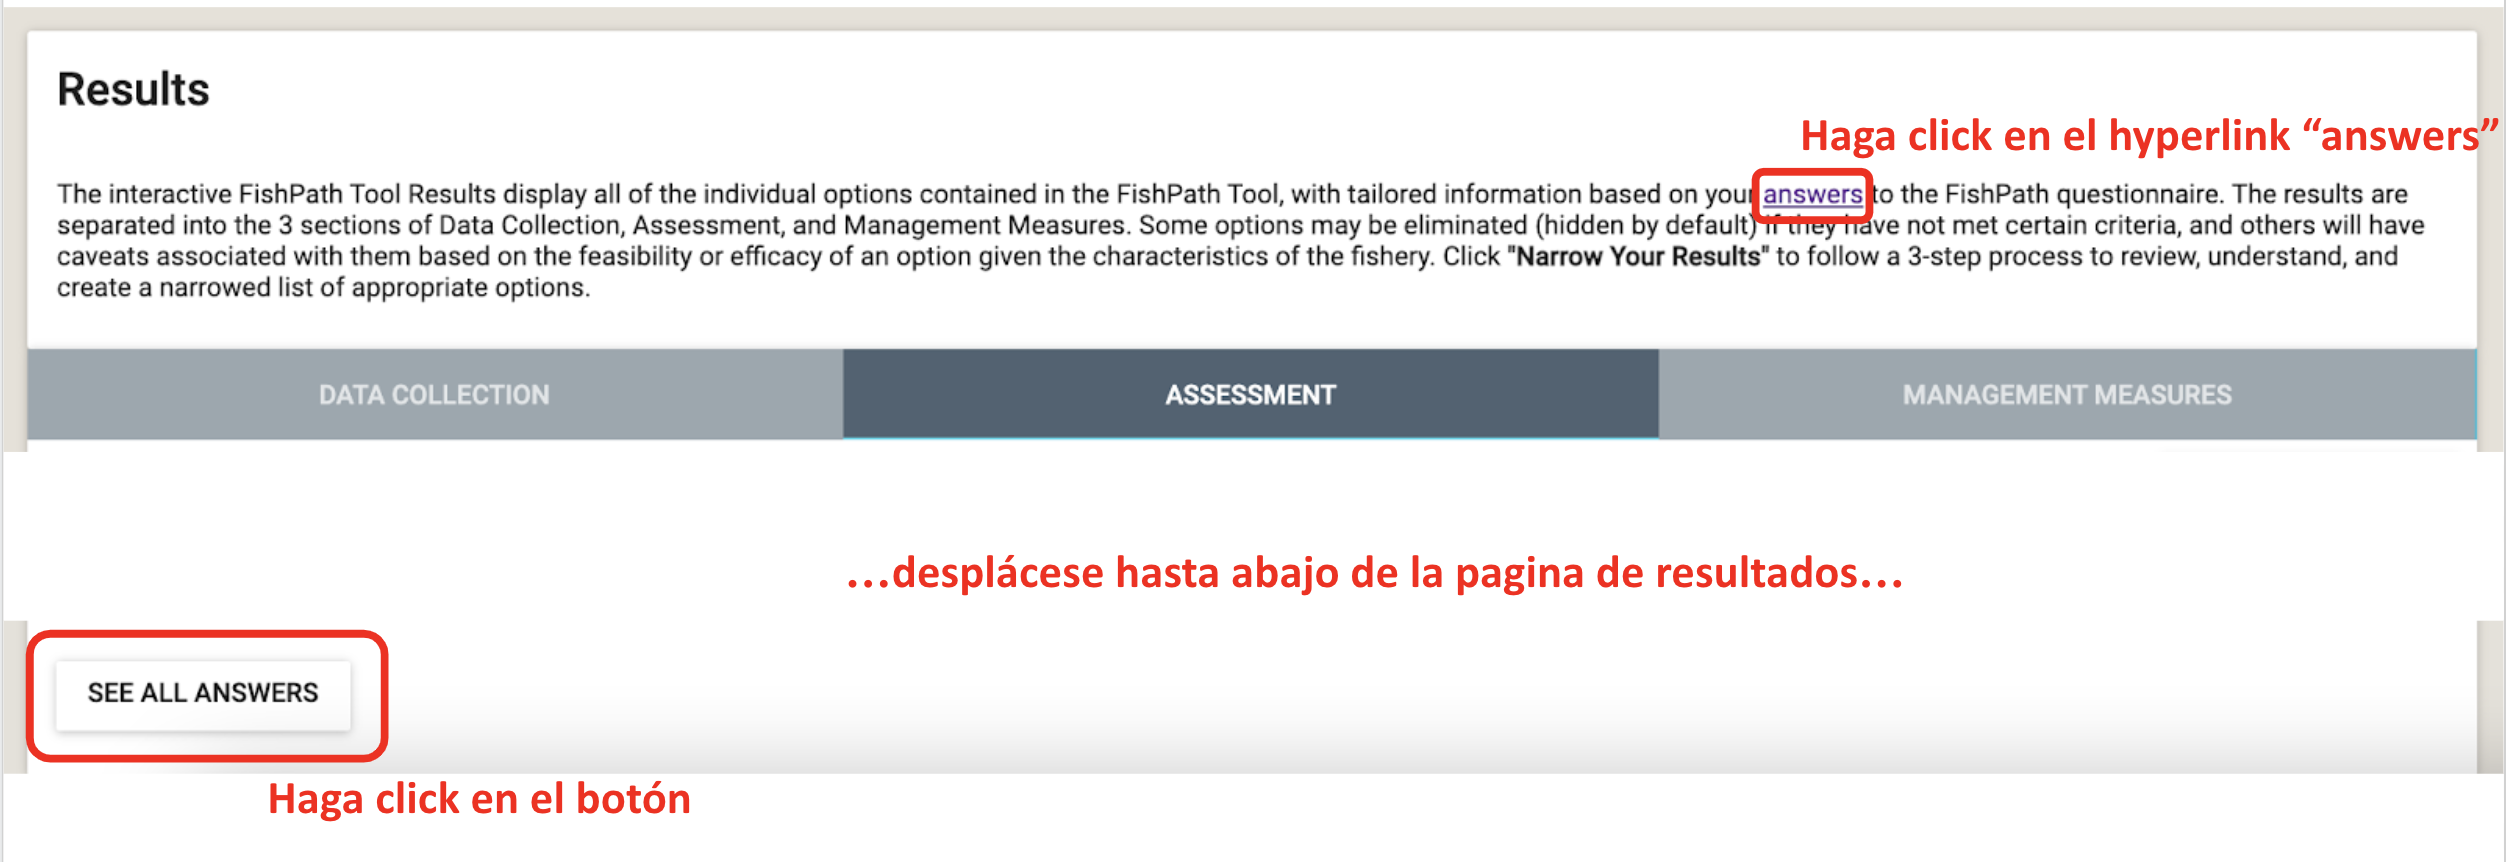 Results
Haga click en el hyperlink “answers”
The interactive FishPath Tool Results display all of the individual options contained in the FishPath Tool, with tailored information based on your answers to the FishPath questionnaire. The results are
separated into the 3 sections of Data Collection, Assessment, and Management Measures. Some options may be eliminated (hidden by default) if they have not met certain criteria, and others will have
caveats associated with them based on the feasibility or efficacy of an option given the characteristics of the fishery. Click "Narrow Your Results" to follow a 3-step process to review, understand, and
create a narrowed list of appropriate options.
DATA COLLECTION
ASSESSMENT
MANAGEMENT MEASURES
...desplácese hasta abajo de la pagina de resultados...
SEE ALL ANSWERS
Haga click en el botón